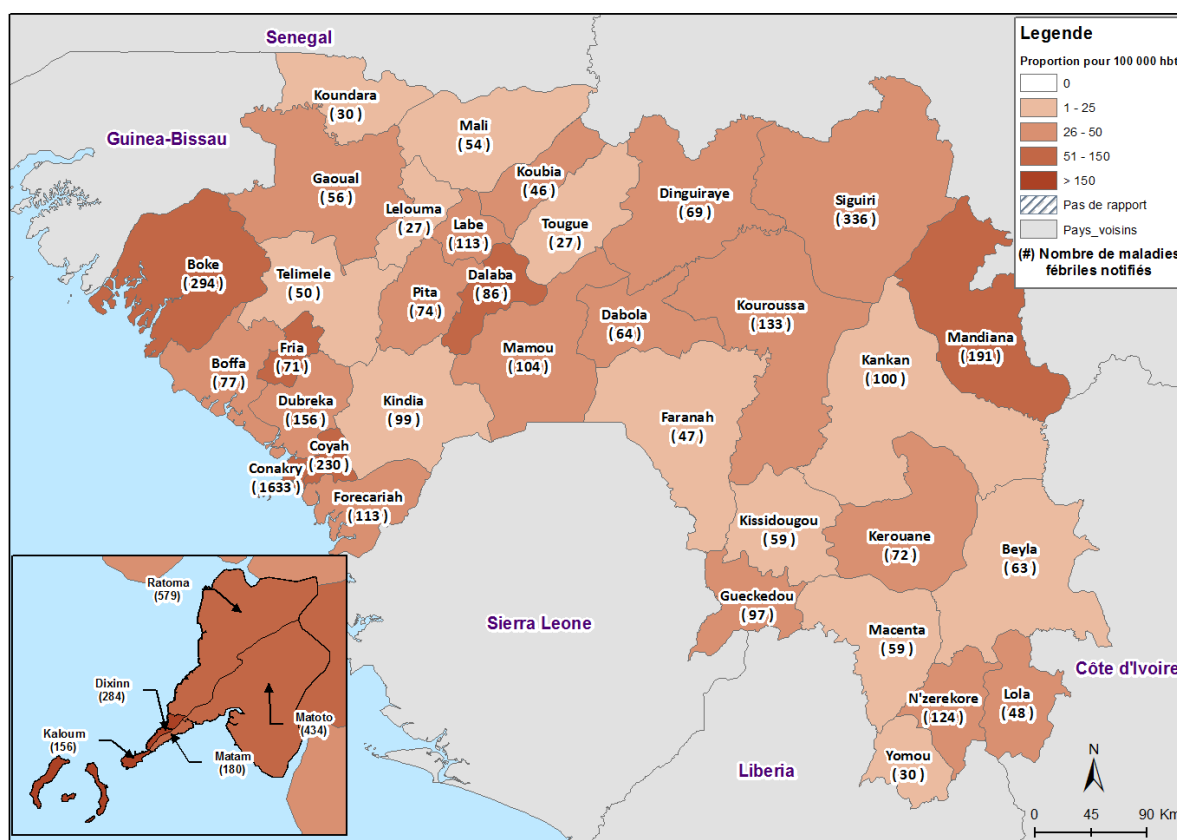 Senegal
Guinea-Bissau
Koundara
( 30 )
Mali
( 54 )
Gaoual
( 56 )
Koubia
( 46 )
Lelouma
( 27 )
Labe
( 113 )
Tougue
( 27 )
Dinguiraye
( 69 )
Siguiri
( 336 )
Boke
( 294 )
Telimele
( 50 )
Pita
( 74 )
Dalaba
( 86 )
Dabola
( 64 )
Kouroussa
( 133 )
Mandiana
( 191 )
Fria
( 71 )
Boffa
( 77 )
Mamou
( 104 )
Kankan
( 100 )
Dubreka
( 156 )
Kindia
( 99 )
Faranah
( 47 )
Coyah
( 230 )
Conakry
( 1633 )
Forecariah
( 113 )
Kissidougou
( 59 )
Kerouane
( 72 )
Beyla
( 63 )
Gueckedou
( 97 )
Macenta
( 59 )
Sierra Leone
Côte d'Ivoire
N'zerekore
( 124 )
Lola
( 48 )
Yomou
( 30 )
Liberia
Legende
Proportion pour 100 000 hbt
0
1 - 25
26 - 50
51 - 150
> 150
Pas de rapport
Pays_voisins
(#) Nombre de maladies
fébriles notifiés
Ratoma
(579)
Dixinn
(284)
Kaloum
(156)
Matoto
(434)
Matam
(180)
N
0 45 90 Km